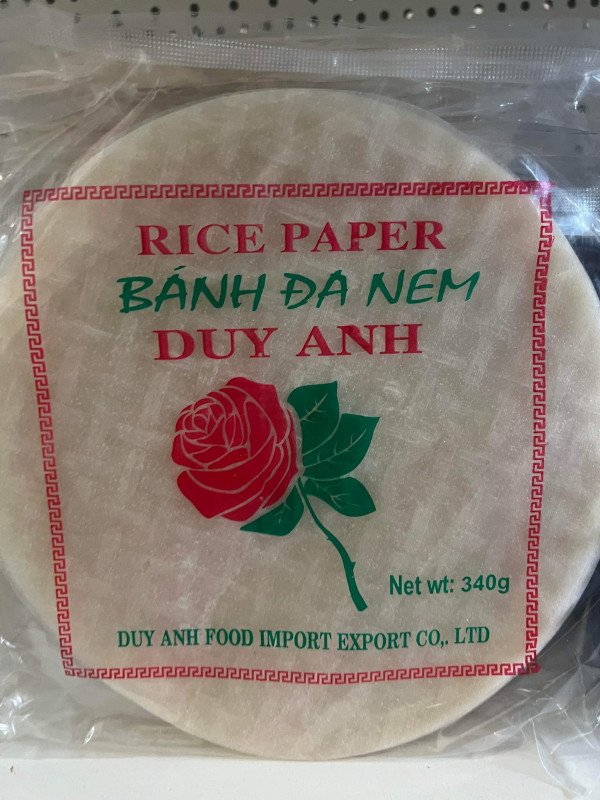 RICE PAPER
BÁNH ĐA NEM
DUY ANH
Net wt: 340g
DUY ANH FOOD IMPORT EXPORT CO,. LTD